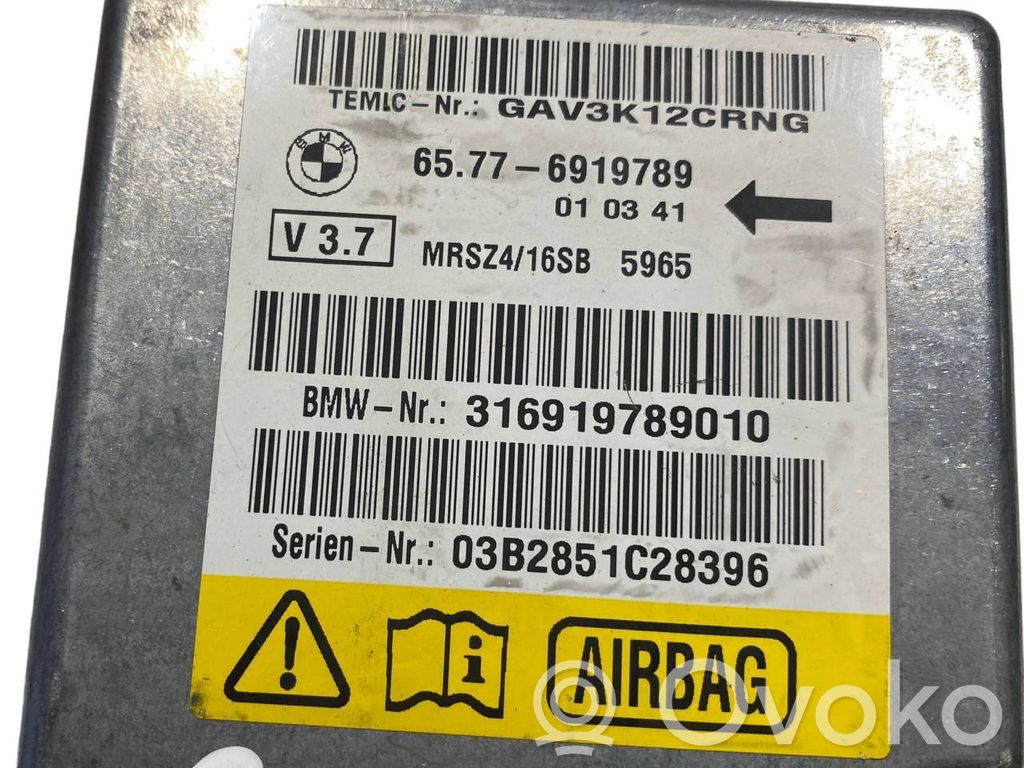 TEMIC-Nr.: GAV3K12CRNG
BMW
65.77-6919789
01 03 41
V 3.7
MRSZ4/16SB 5965
BMW-Nr.: 316919789010
Serien-Nr.: 03B2851C28396
AIRBAG
Ovoko